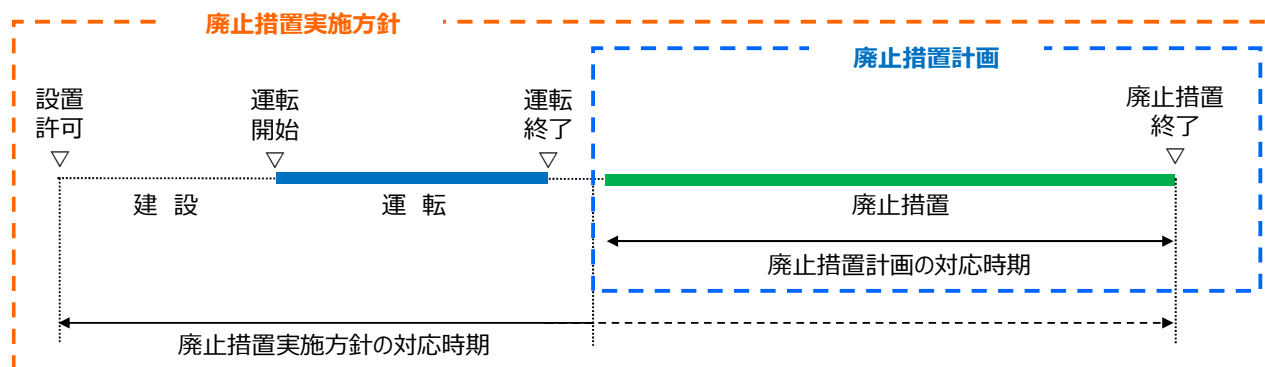 廃止措置実施方針
廃止措置計画
設置
許可
▽
運転
開始
▽
運転
終了
▽
廃止措置
終了
▽
建 設
運 転
廃止措置
廃止措置計画の対応時期
廃止措置実施方針の対応時期